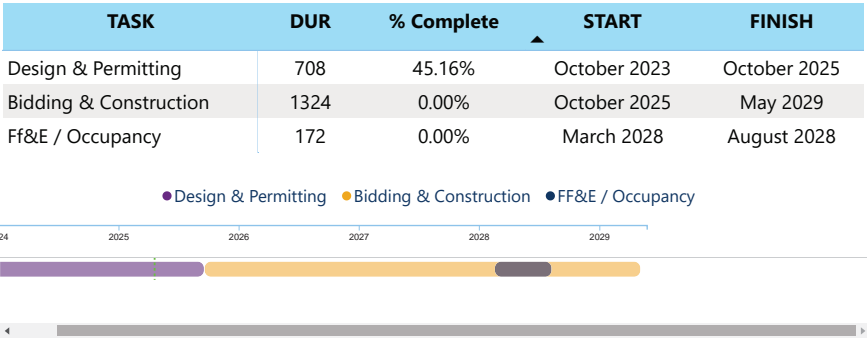 TASK DUR % Complete START FINISH
Design & Permitting 708 45.16% October 2023 October 2025
Bidding & Construction 1324 0.00% October 2025 May 2029
Ff&E / Occupancy 172 0.00% March 2028 August 2028
Design & Permitting Bidding & Construction FF&E / Occupancy
24 2025 2026 2027 2028 2029